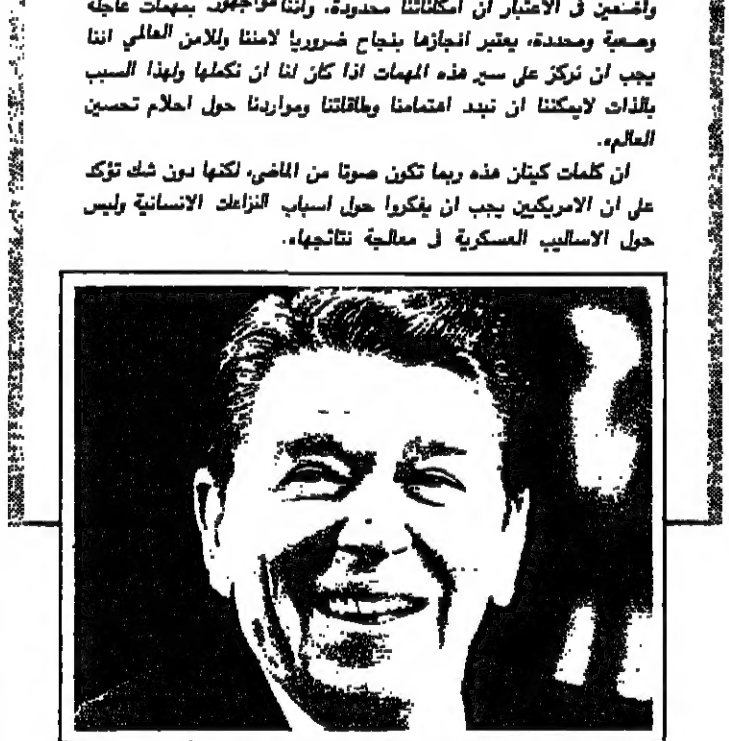 واضعين في الاعتبار ان امكاناتنا محدودة، واننا مواجهون بمهمات عاجلة
وصعبة ومحددة، يعتبر انجازها بنجاح ضروريا لامننا وللامن العالمي اننا
يجب ان نركز على سير هذه المهمات اذا كان لنا ان نكملها ولهذا السبب
بالذات لايمكننا ان نبدد اهتمامنا وطاقاتنا ومواردنا حول احلام تحسين
العالم».
ان كلمات كينان هذه ربما تكون صوتا من الماضي، لكنها دون شك تؤكد
على ان الامريكيين يجب ان يفكروا حول اسباب النزاعات الانسانية وليس
حول الاساليب العسكرية في معالجة نتائجها».